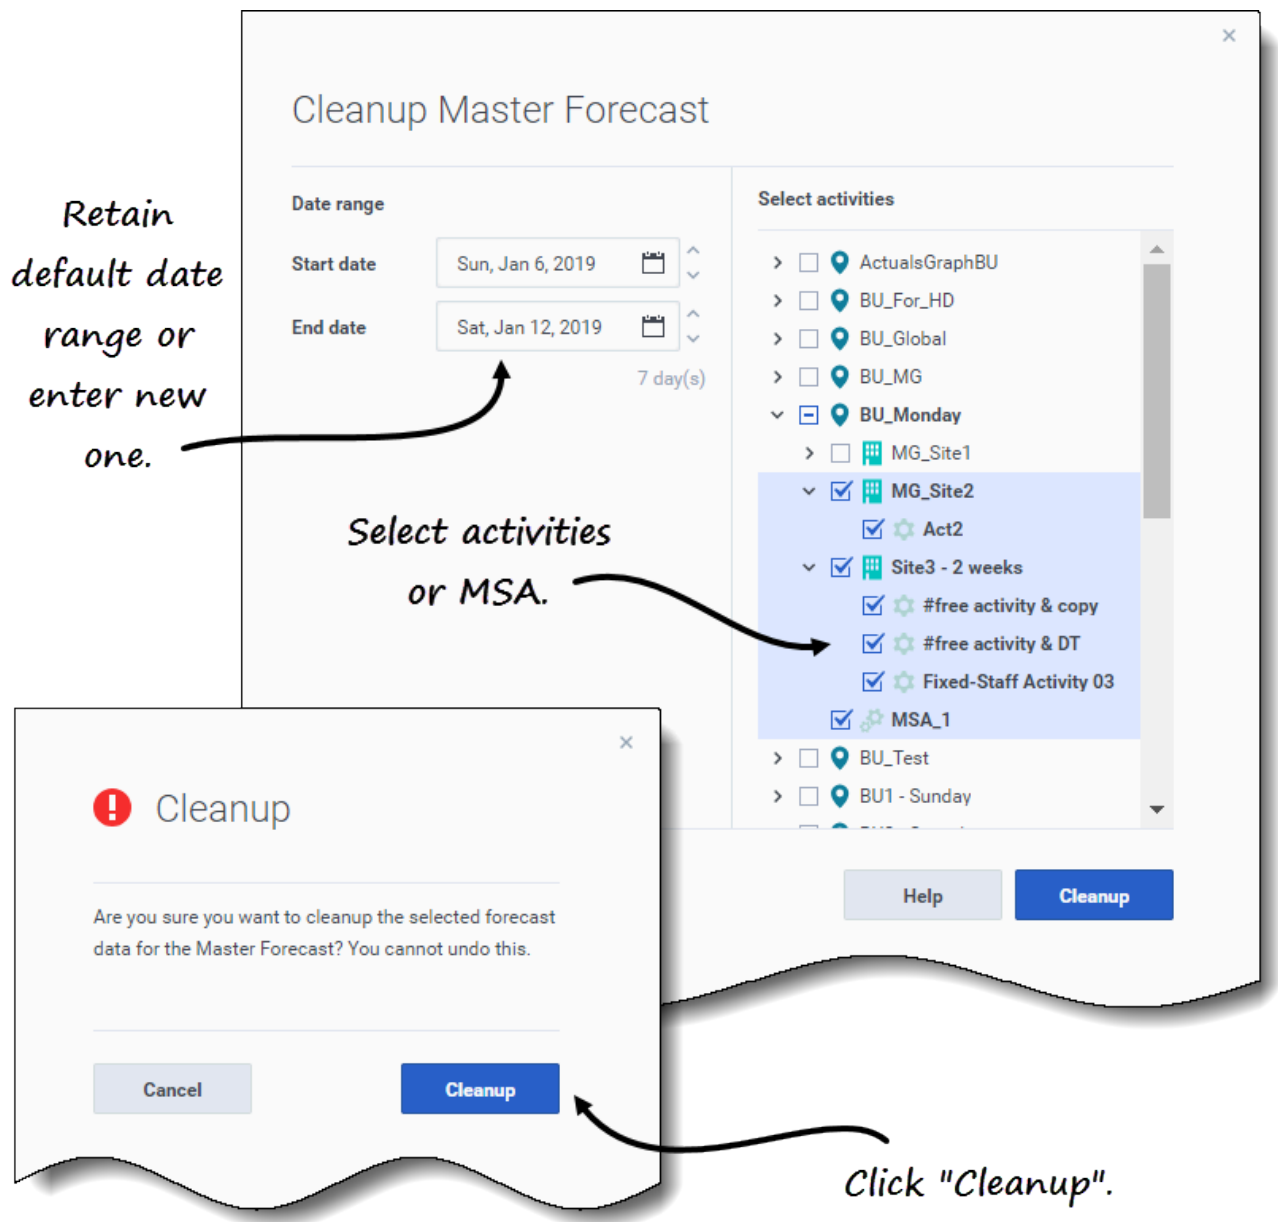 Cleanup Master Forecast
Retain
default date
range or
enter new
one.
Date range
Start date
Sun, Jan 6, 2019
End date
Sat, Jan 12, 2019
7 day(s)
Select activities
ActualsGraphBU
BU_For_HD
BU_Global
BU_MG
BU_Monday
MG_Site1
MG_Site2
Act2
Site3 - 2 weeks
#free activity & copy
#free activity & DT
Fixed-Staff Activity 03
MSA_1
BU_Test
BU1 - Sunday
Select activities
or MSA.
Help
Cleanup
Cleanup
Are you sure you want to cleanup the selected forecast
data for the Master Forecast? You cannot undo this.
Cancel
Cleanup
Click "Cleanup".